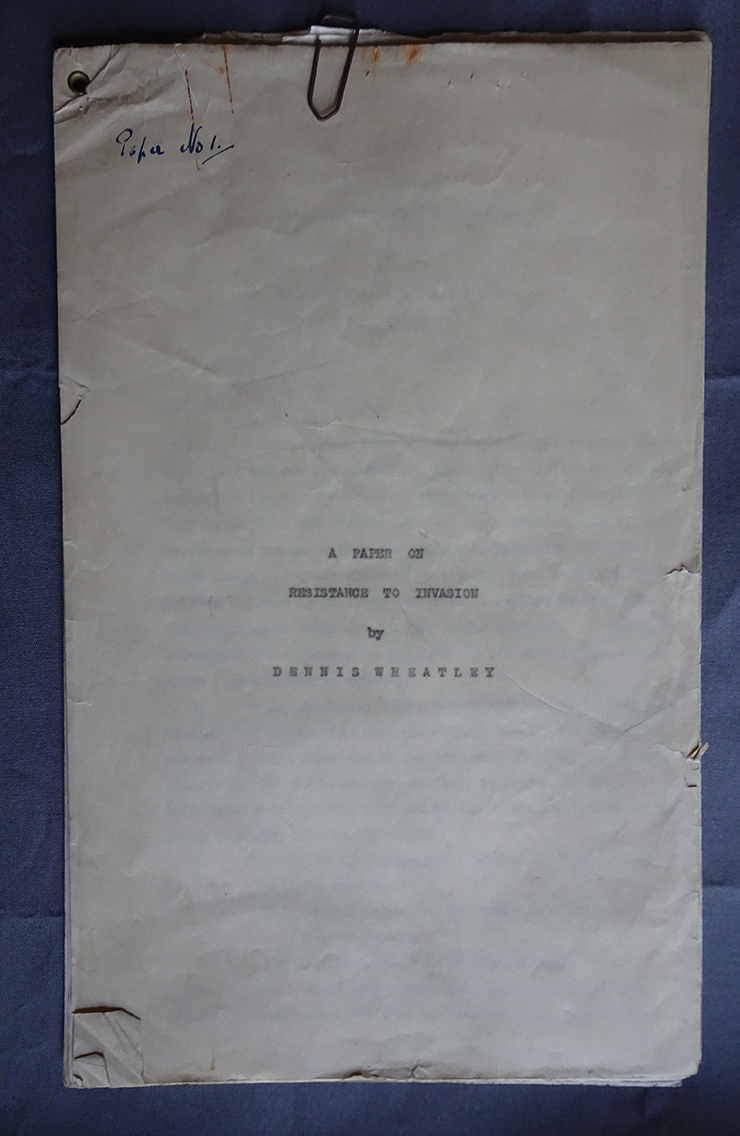 Paper No 1.
A PAPER ON
RESISTANCE TO INVASION
by
DENNIS WHEATLEY